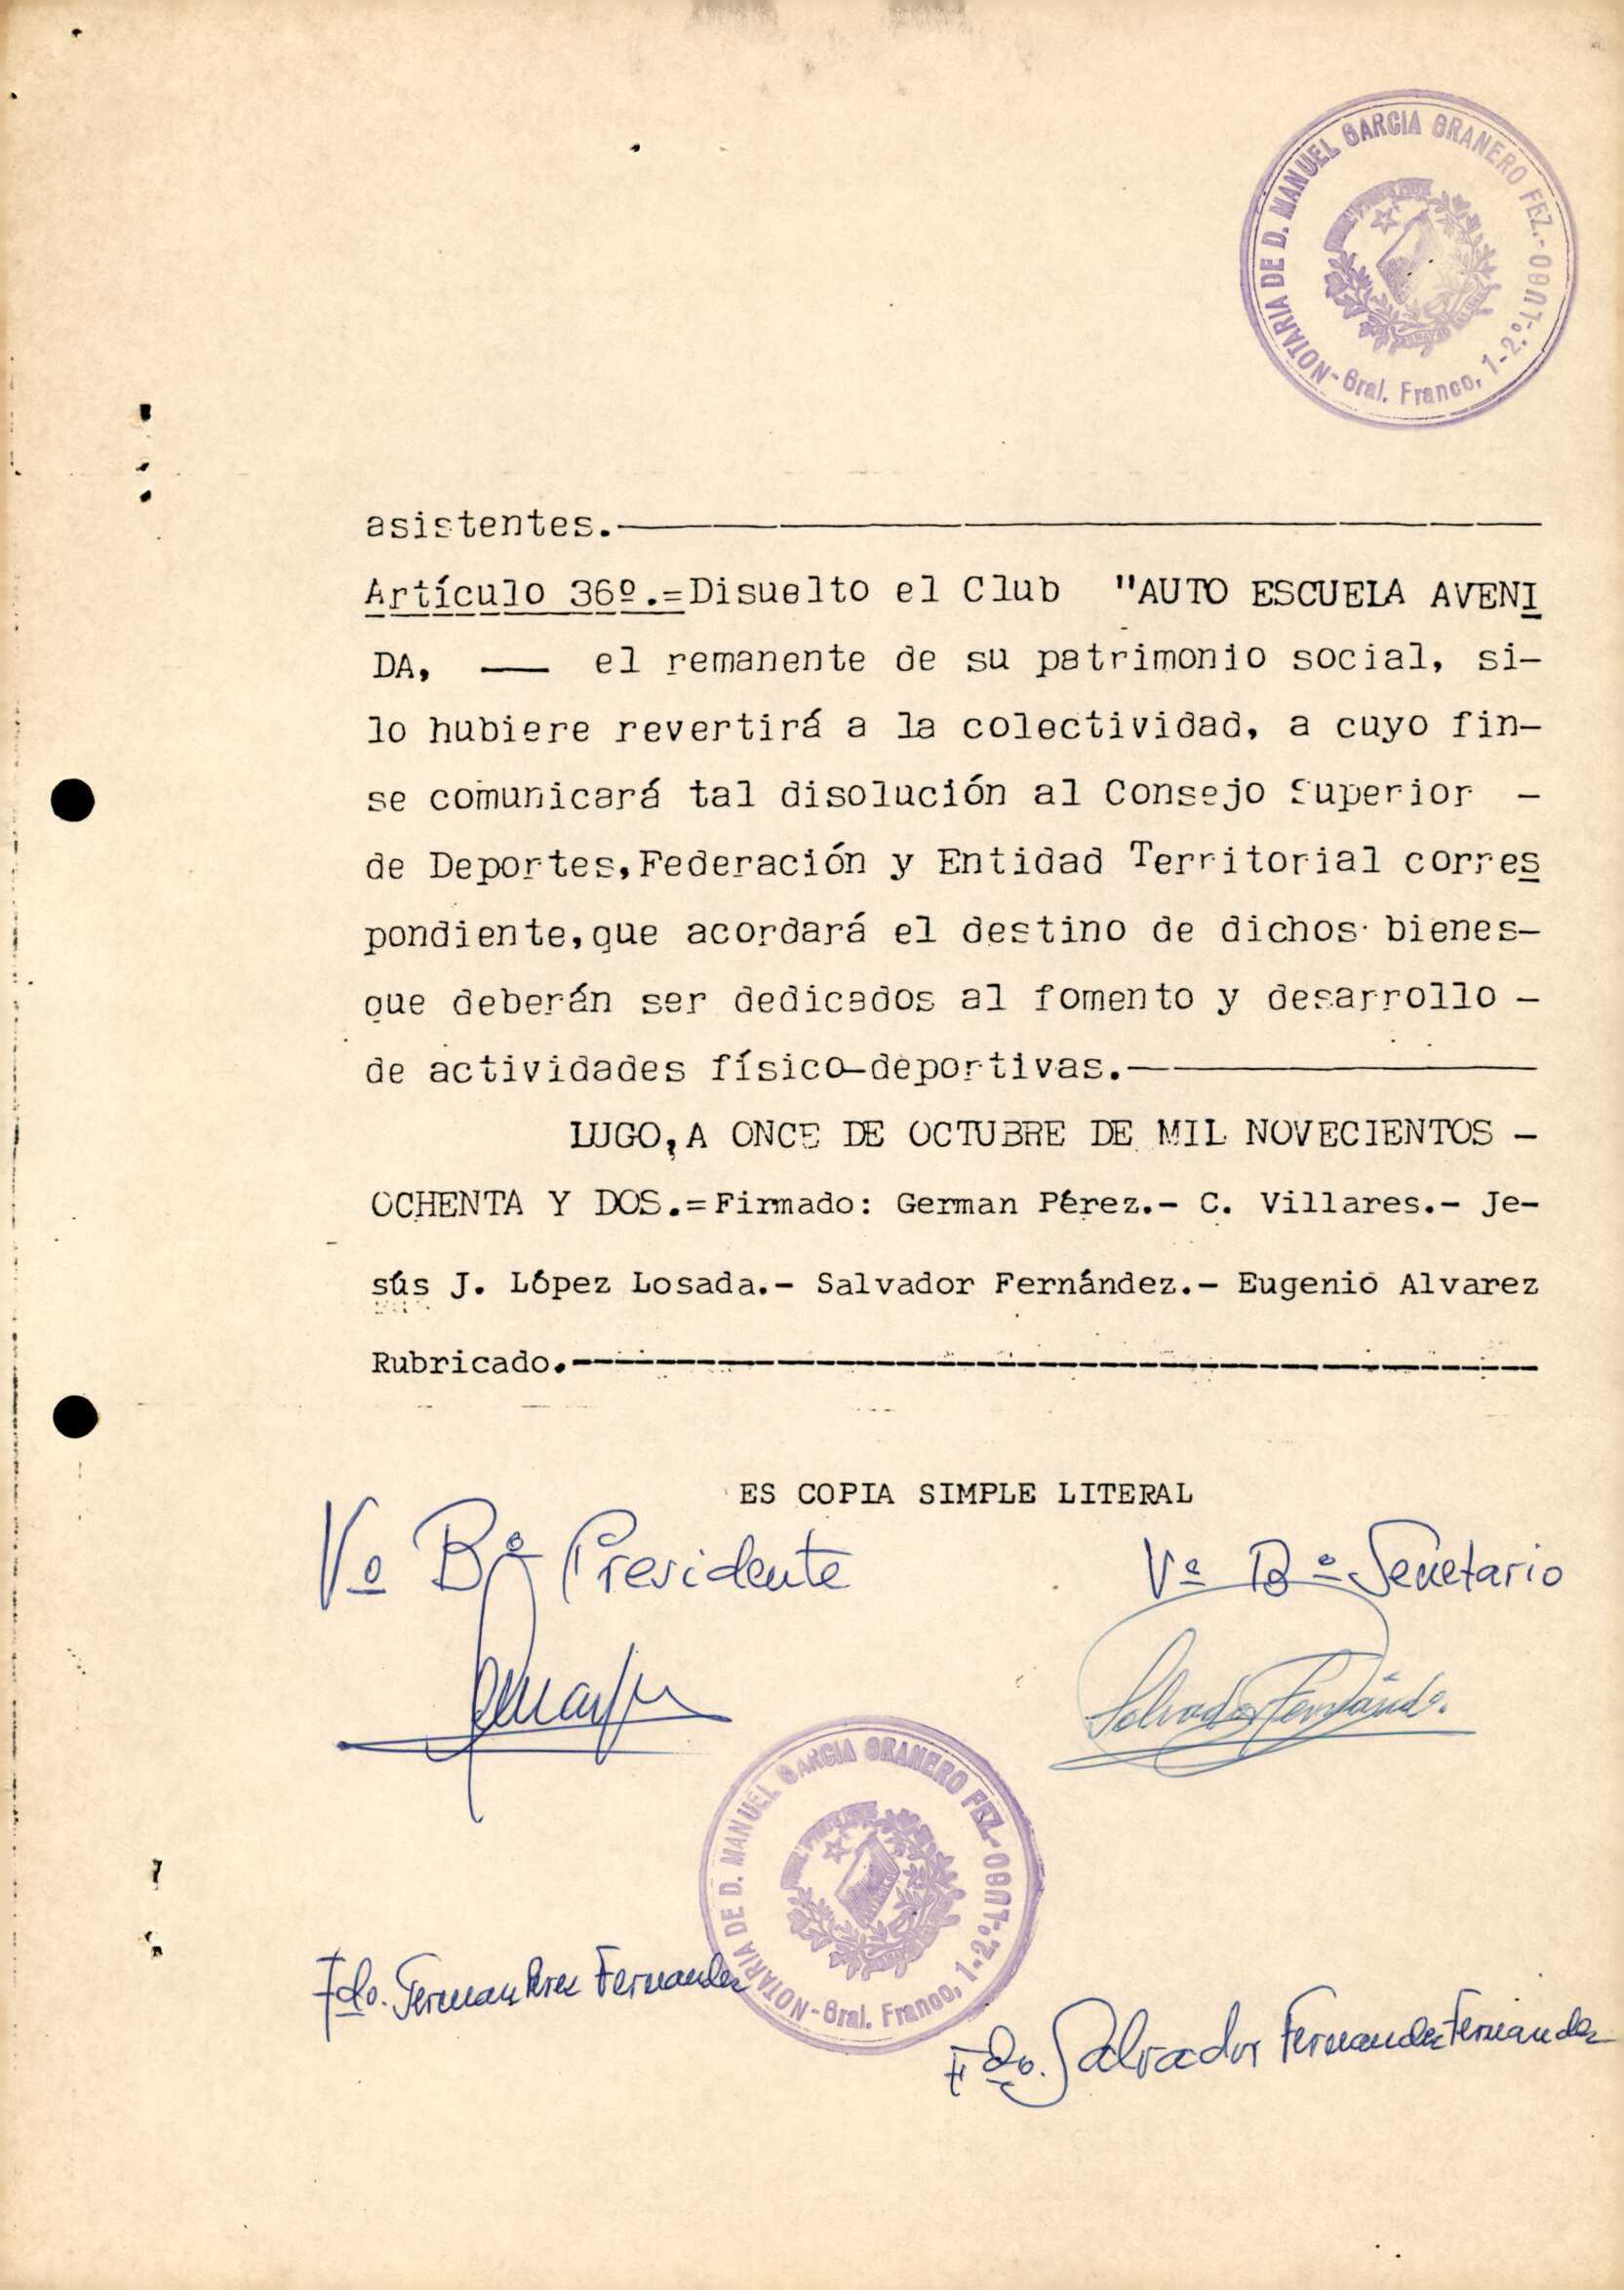 NOTARIA DE D. MANUEL GARCIA GRANERO FEZ.-LUGO
-Gral. Franco, 1-2.º-
asistentes.
Artículo 36º.=Disuelto el Club "AUTO ESCUELA AVENI
DA, — el remanente de su patrimonio social, si-
lo hubiere revertirá a la colectividad, a cuyo fin-
se comunicará tal disolución al Consejo Superior -
de Deportes,Federación y Entidad Territorial corres
pondiente,que acordará el destino de dichos bienes-
que deberán ser dedicados al fomento y desarrollo -
de actividades físico-deportivas.-
LUGO,A ONCE DE OCTUBRE DE MIL NOVECIENTOS -
OCHENTA Y DOS.=Firmado: German Pérez.- C. Villares.- Je-
sús J. López Losada.- Salvador Fernández.- Eugenio Alvarez
Rubricado.-
ES COPIA SIMPLE LITERAL
Vº Bº Presidente
Vº Bº Secretario
Salvador Fernández.
NOTARIA DE D. MANUEL GARCIA GRANERO FEZ.-LUGO
-Gral. Franco, 1-2.º-
Fdo. German Perez Fernandez
Fdo. Salvador Fernandez Fernandez